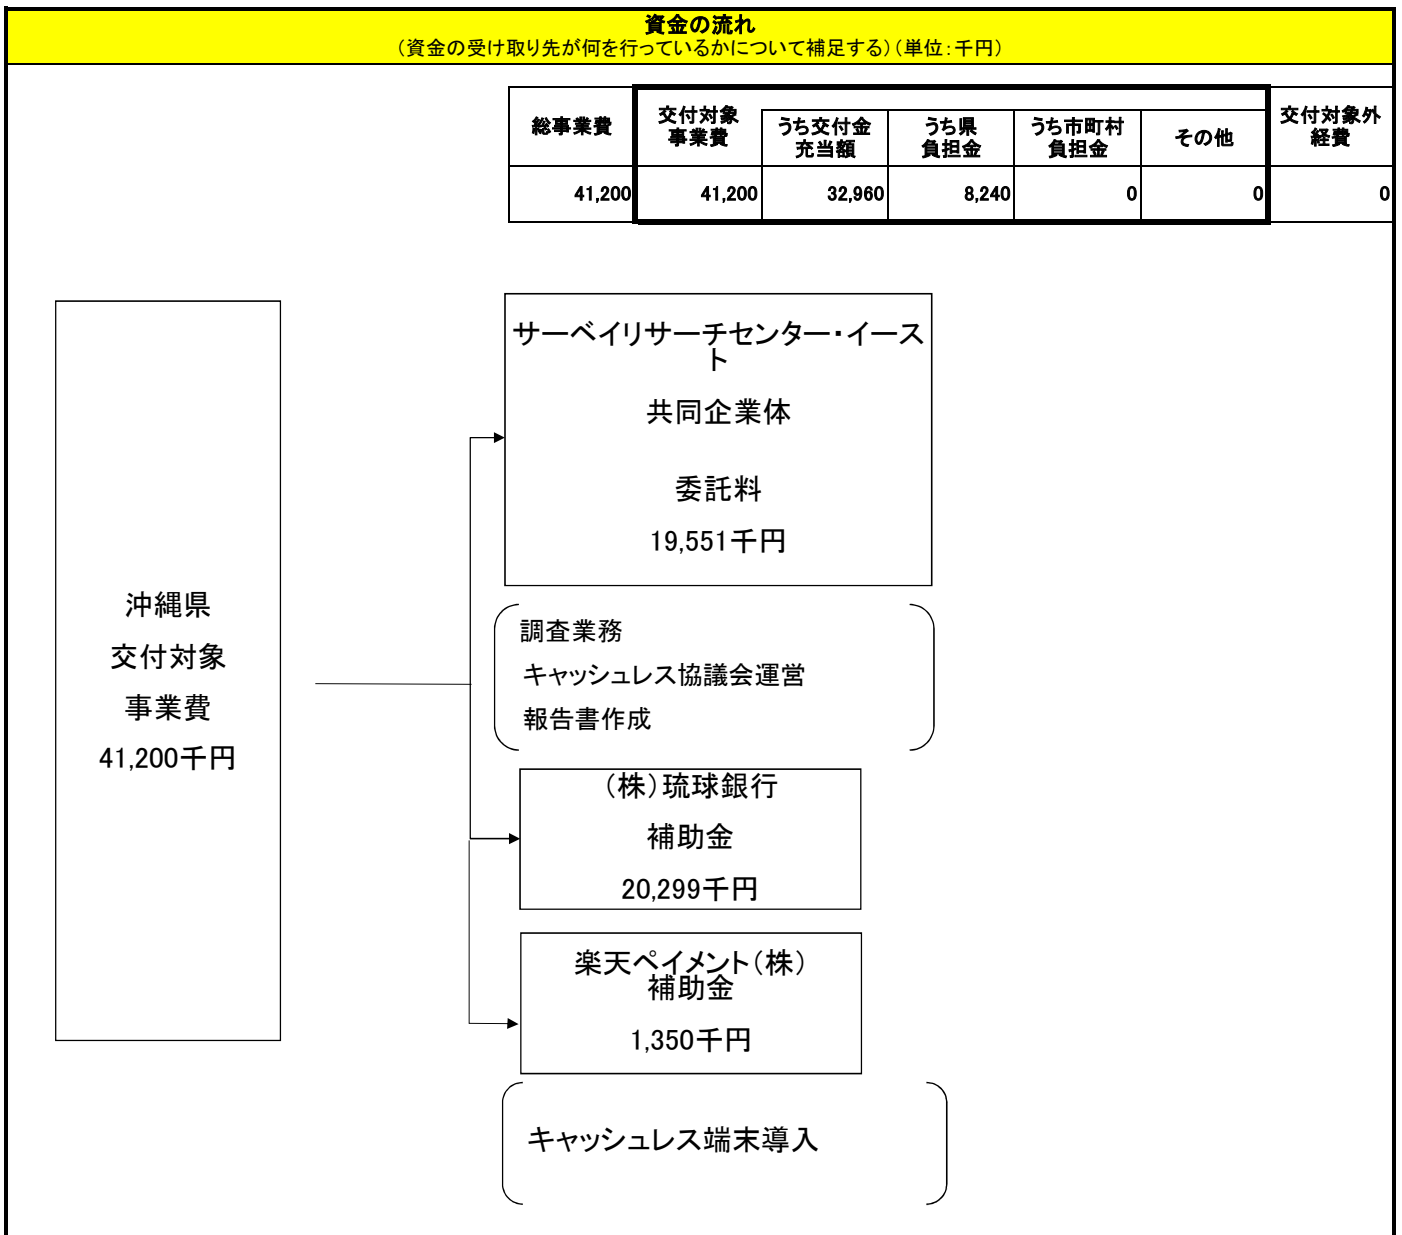 資金の流れ
（資金の受け取り先が何を行っているかについて補足する）（単位：千円）
総事業費
交付対象
事業費
うち交付金
充当額
うち県
負担金
うち市町村
負担金
その他
交付対象外
経費
41,200 41,200 32,960 8,240 0 0 0
サーベイリサーチセンター・イース
ト
共同企業体
委託料
19,551千円
沖縄県
交付対象
事業費
41,200千円
調査業務
キャッシュレス協議会運営
報告書作成
（株）琉球銀行
補助金
20,299千円
楽天ペイメント（株）
補助金
1,350千円
キャッシュレス端末導入